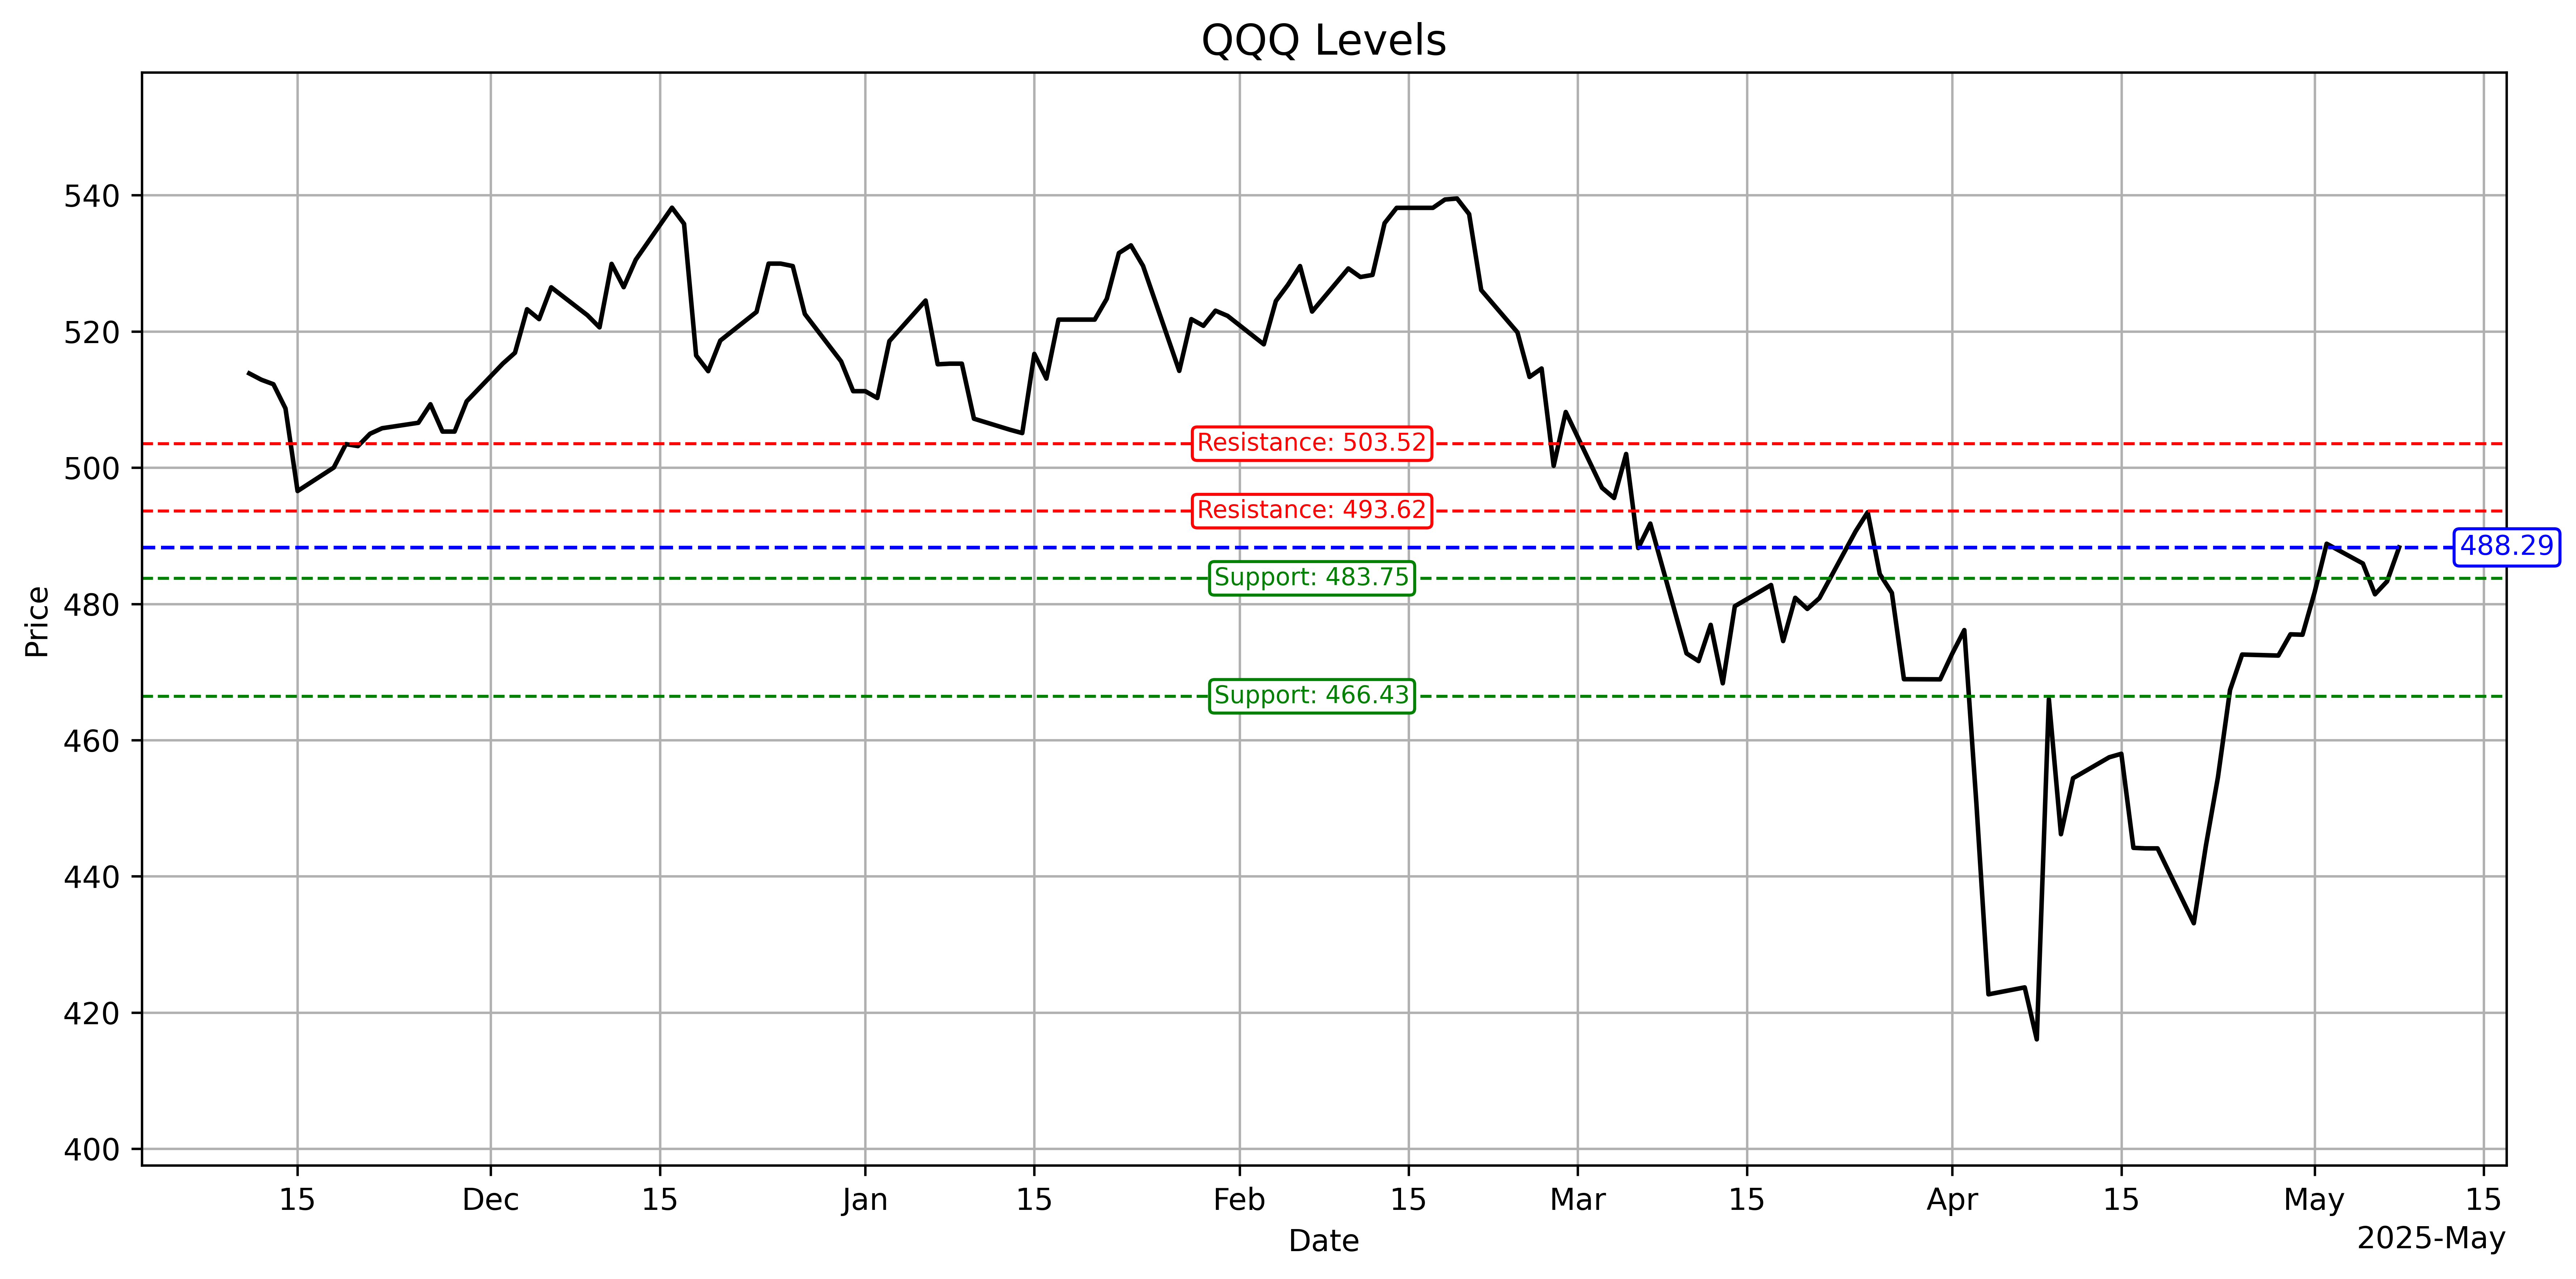 QQQ Levels
540
520
500
480
460
440
420
400
Price
Resistance: 503.52
Resistance: 493.62
488.29
Support: 483.75
Support: 466.43
15 Dec 15 Jan 15 Feb 15 Mar 15 Apr 15 May 15
Date
2025-May